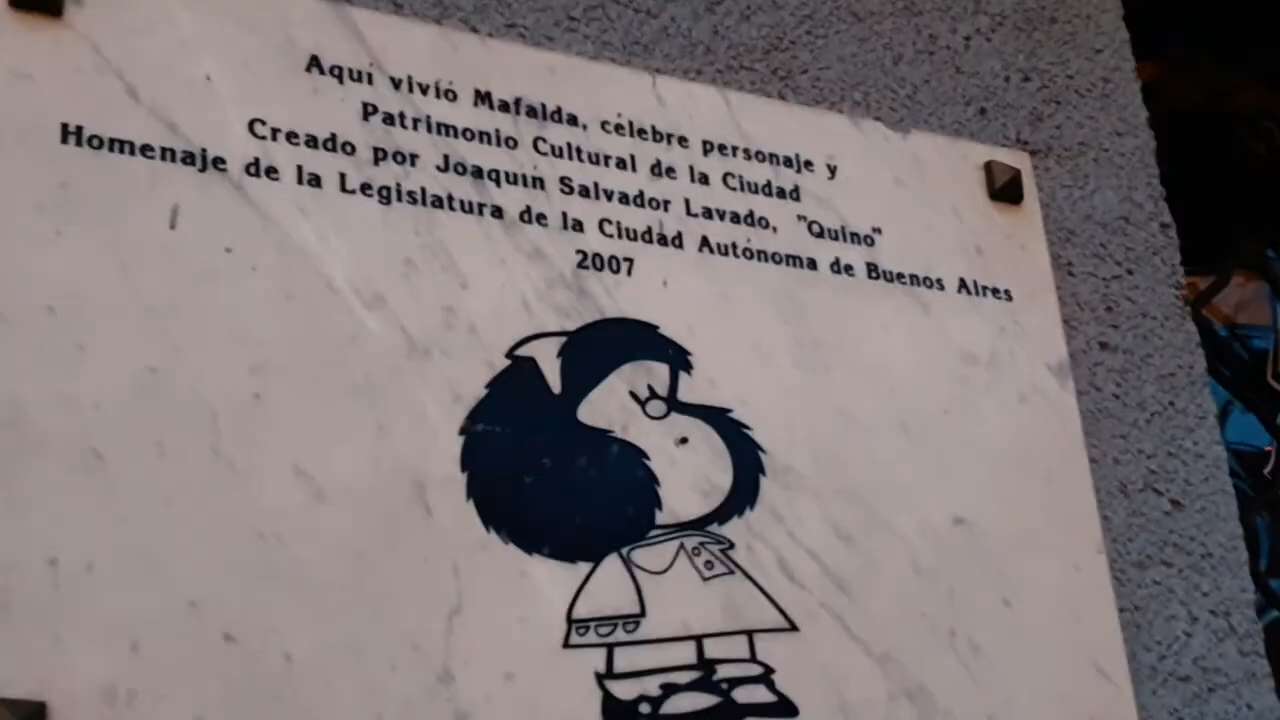 Aquí vivió Mafalda, célebre personaje y
Patrimonio Cultural de la Ciudad
Creado por Joaquín Salvador Lavado, "Quino"
Homenaje de la Legislatura de la Ciudad Autónoma de Buenos Aires
2007